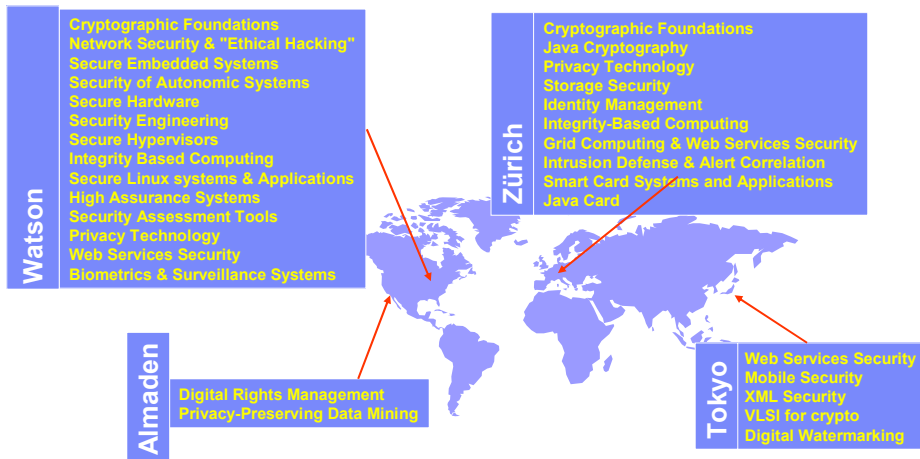 Watson
Cryptographic Foundations
Network Security & "Ethical Hacking"
Secure Embedded Systems
Security of Autonomic Systems
Secure Hardware
Security Engineering
Secure Hypervisors
Integrity Based Computing
Secure Linux systems & Applications
High Assurance Systems
Security Assessment Tools
Privacy Technology
Web Services Security
Biometrics & Surveillance Systems
Zürich
Cryptographic Foundations
Java Cryptography
Privacy Technology
Storage Security
Identity Management
Integrity-Based Computing
Grid Computing & Web Services Security
Intrusion Defense & Alert Correlation
Smart Card Systems and Applications
Java Card
Almaden
Digital Rights Management
Privacy-Preserving Data Mining
Tokyo
Web Services Security
Mobile Security
XML Security
VLSI for crypto
Digital Watermarking